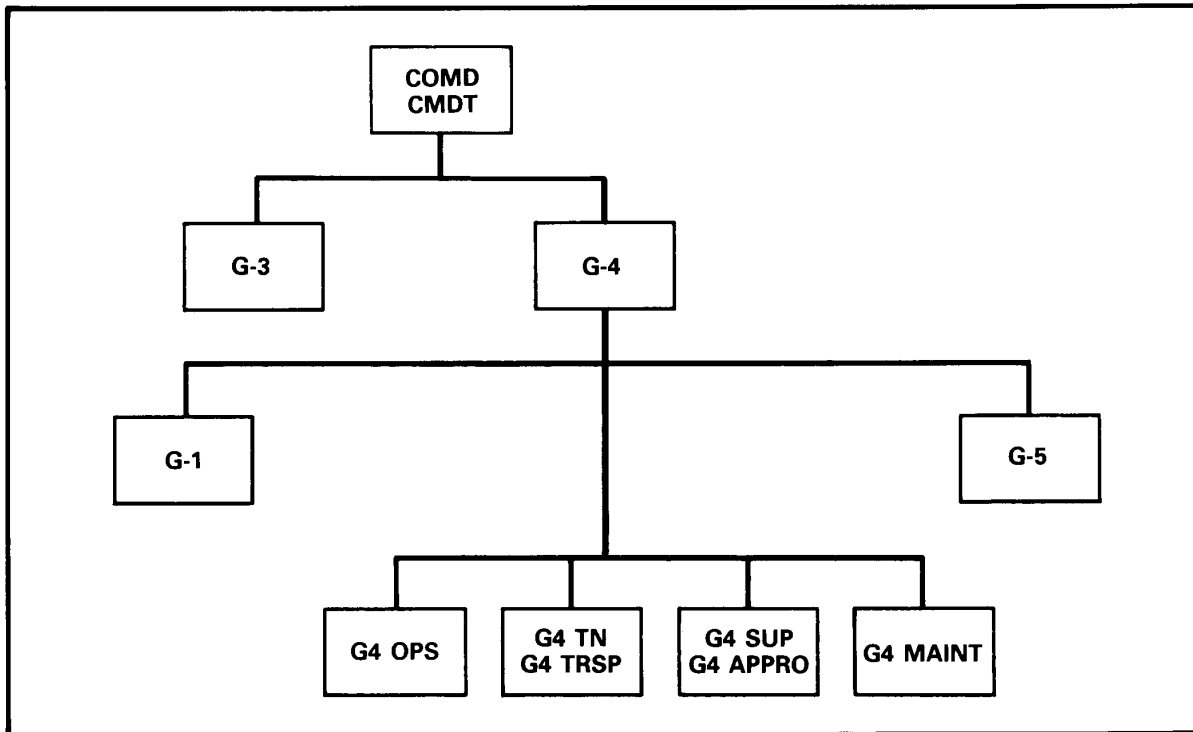 COMD
CMDT
G-3
G-4
G-1
G-5
G4 OPS
G4 TN
G4 TRSP
G4 SUP
G4 APPRO
G4 MAINT